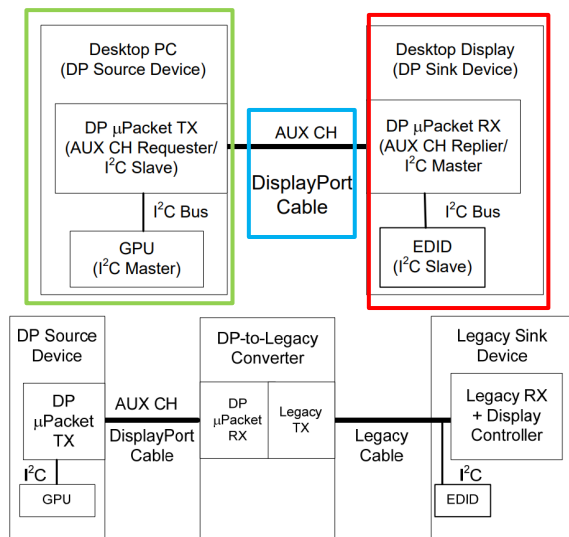 Desktop PC
(DP Source Device)
DP μPacket TX
(AUX CH Requester/
I²C Slave)
I²C Bus
GPU
(I²C Master)
AUX CH
DisplayPort
Cable
Desktop Display
(DP Sink Device)
DP μPacket RX
(AUX CH Replier/
I²C Master
I²C Bus
EDID
(I²C Slave)
DP Source
Device
DP
μPacket
TX
I²C
GPU
AUX CH
DisplayPort
Cable
DP-to-Legacy
Converter
DP
μPacket
RX
Legacy
TX
Legacy
Cable
Legacy Sink
Device
Legacy RX
+ Display
Controller
I²C
EDID